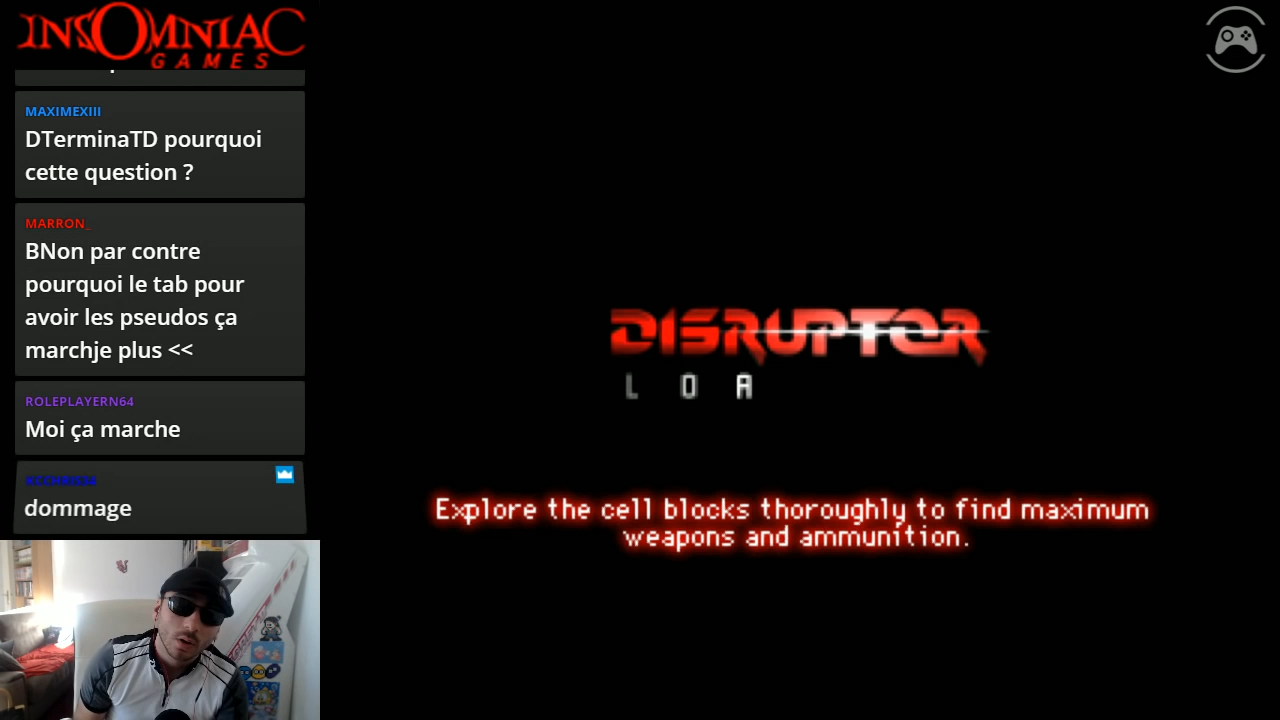 INSOMNIAC
GAMES
MAXIMEXIII
DTerminaTD pourquoi
cette question ?
MARRON_
BNon par contre
pourquoi le tab pour
avoir les pseudos ça
marchje plus <<
ROLEPLAYERN64
Moi ça marche
dommage
DISRUPTOR
L O A
Explore the cell blocks thoroughly to find maximum
weapons and ammunition.